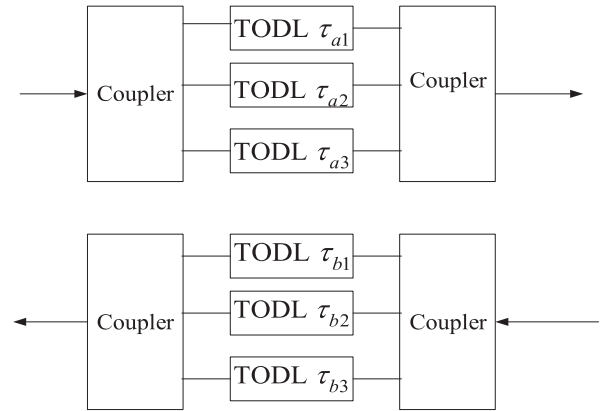 TODL τa1
Coupler
TODL τa2
Coupler
TODL τa3
TODL τb1
Coupler
TODL τb2
Coupler
TODL τb3